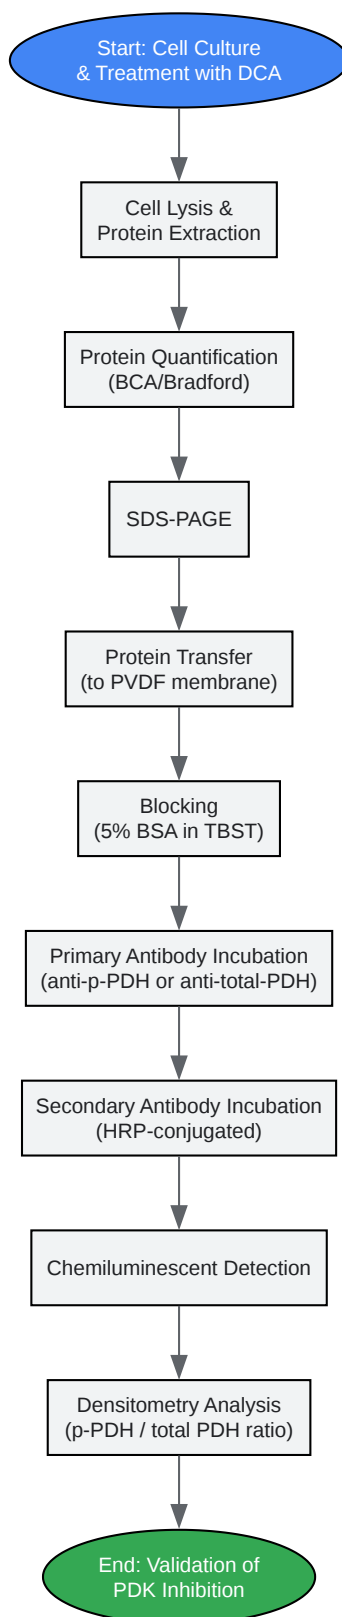 Start: Cell Culture
& Treatment with DCA
Cell Lysis &
Protein Extraction
Protein Quantification
(BCA/Bradford)
SDS-PAGE
Protein Transfer
(to PVDF membrane)
Blocking
(5% BSA in TBST)
Primary Antibody Incubation
(anti-p-PDH or anti-total-PDH)
Secondary Antibody Incubation
(HRP-conjugated)
Chemiluminescent Detection
Densitometry Analysis
(p-PDH / total PDH ratio)
End: Validation of
PDK Inhibition